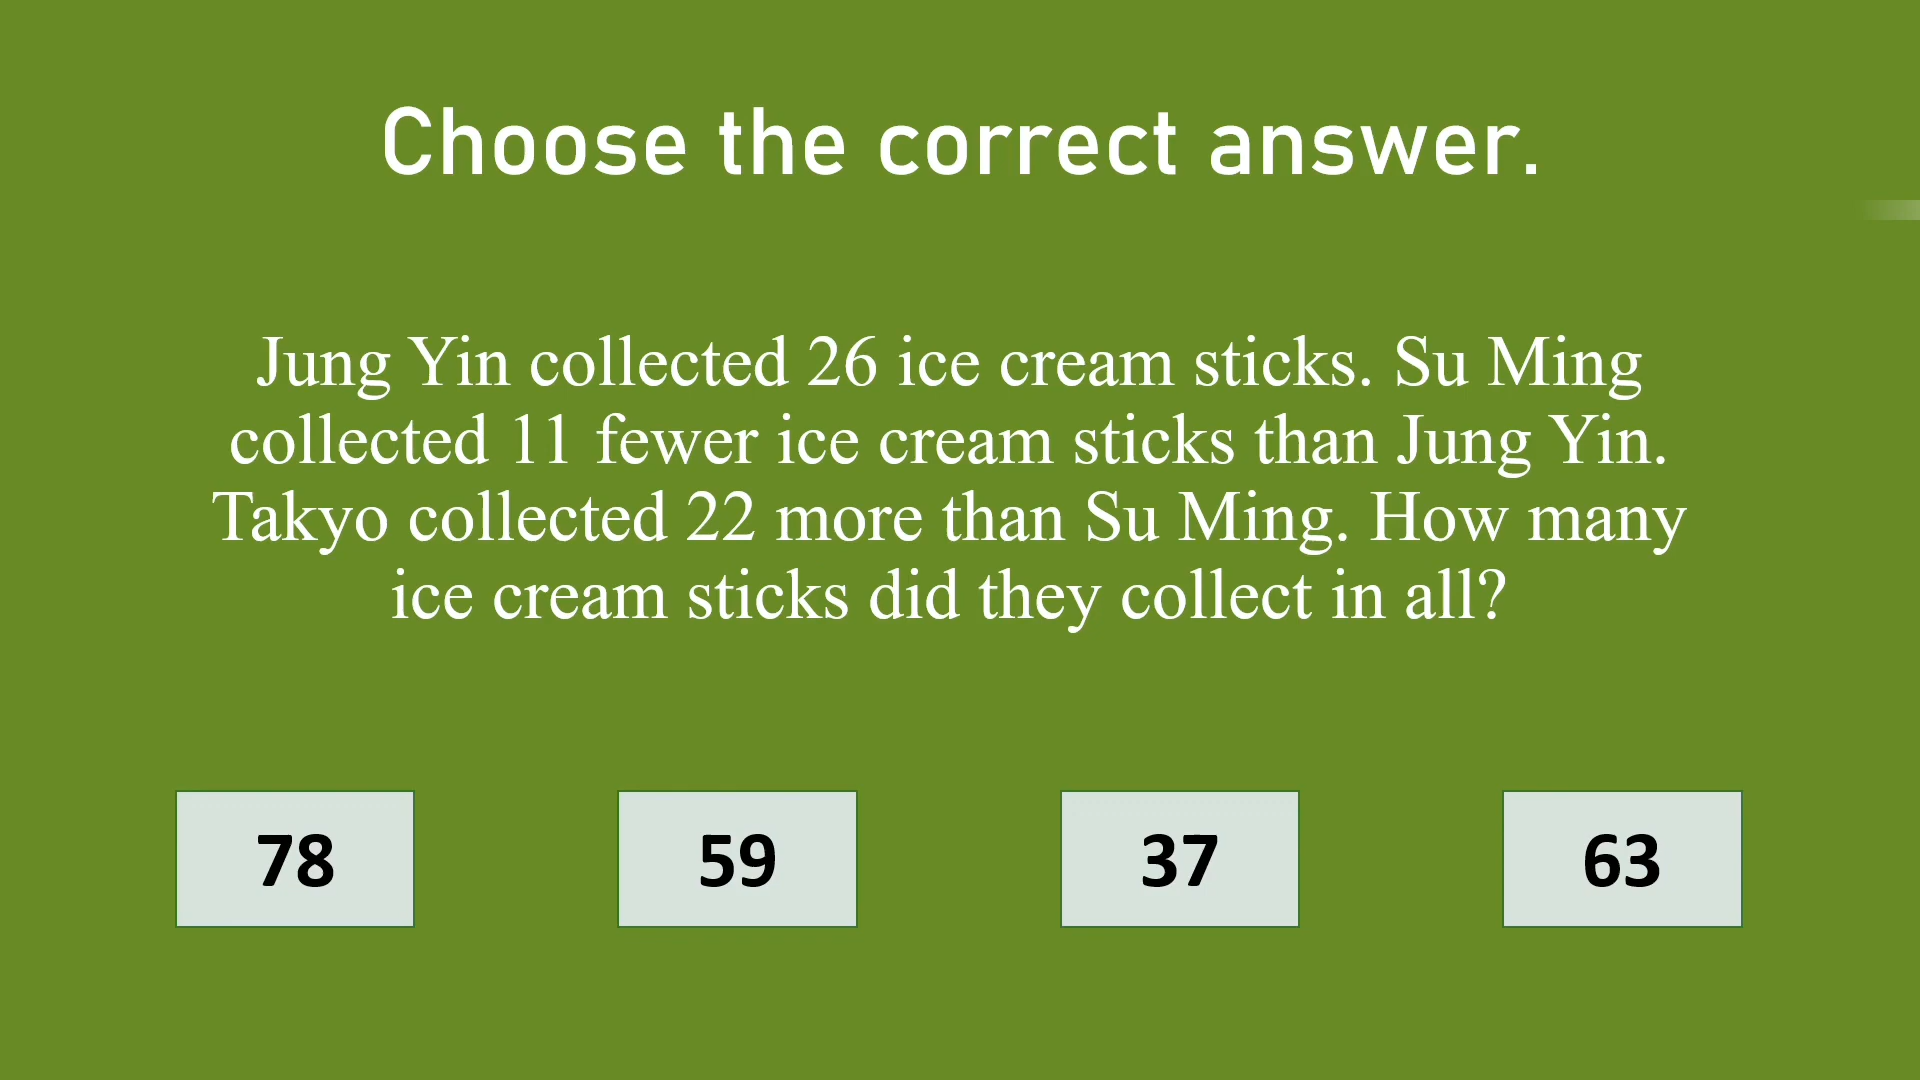 Choose the correct answer.
Jung Yin collected 26 ice cream sticks. Su Ming
collected 11 fewer ice cream sticks than Jung Yin.
Takyo collected 22 more than Su Ming. How many
ice cream sticks did they collect in all?
78
59
37
63